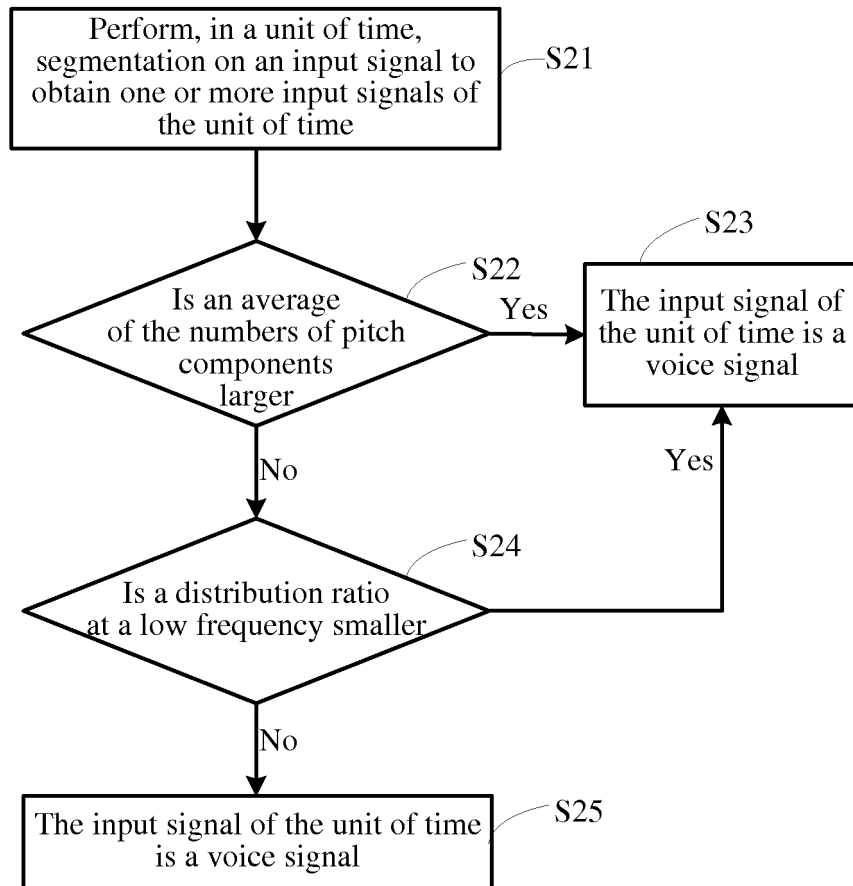 Perform, in a unit of time,
segmentation on an input signal to
obtain one or more input signals of
the unit of time
S21
S22
Is an average
of the numbers of pitch
components
larger
Yes
S23
The input signal of
the unit of time is a
voice signal
No
Yes
S24
Is a distribution ratio
at a low frequency smaller
No
S25
The input signal of the unit of time
is a voice signal